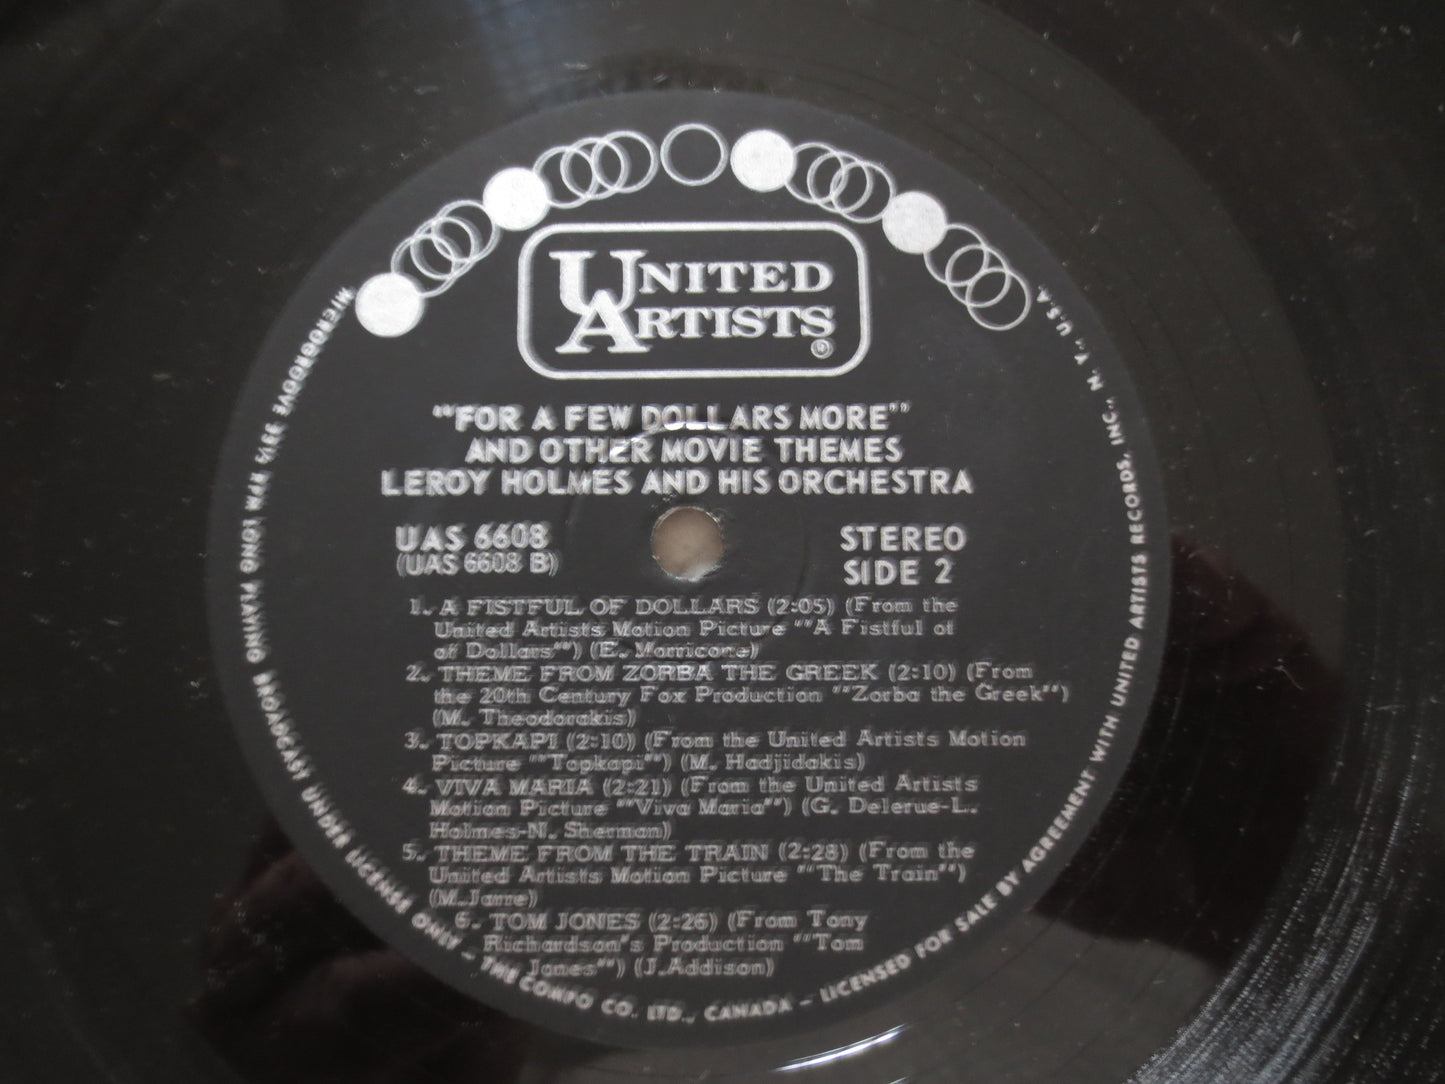 UNITED
ARTISTS
®
""FOR A FEW DOLLARS MORE"
AND OTHER MOVIE THEMES
LEROY HOLMES AND HIS ORCHESTRA
UAS 6608
(UAS 6608 B)
STEREO
SIDE 2
1. A FISTFUL OF DOLLARS (2:05) (From the
United Artists Motion Picture ""A Fistful of
of Dollars"") (E. Morricone)
2. THEME FROM ZORBA THE GREEK (2:10) (From
the 20th Century Fox Production ""Zorba the Greek"")
(M. Theodorakis)
3. TOPKAPI (2:10) (From the United Artists Motion
Picture ""Topkapi"") (M. Hadjidakis)
4. VIVA MARIA (2:21) (From the United Artists
Motion Picture ""Viva Maria"") (G. Delerue-L.
Holmes-N. Sherman)
5. THEME FROM THE TRAIN (2:28) (From the
United Artists Motion Picture ""The Train"")
(M. Jarre)
6. TOM JONES (2:26) (From Tony
Richardson's Production ""Tom
Jones"") (J. Addison)
MICROGROOVE 33⅓ RPM LONG PLAYING BROADCAST UNDER LICENSE ONLY - THE COMPO CO. LTD., CANADA - LICENSED FOR SALE BY AGREEMENT WITH UNITED ARTISTS RECORDS, INC., N. Y., U.S.A.